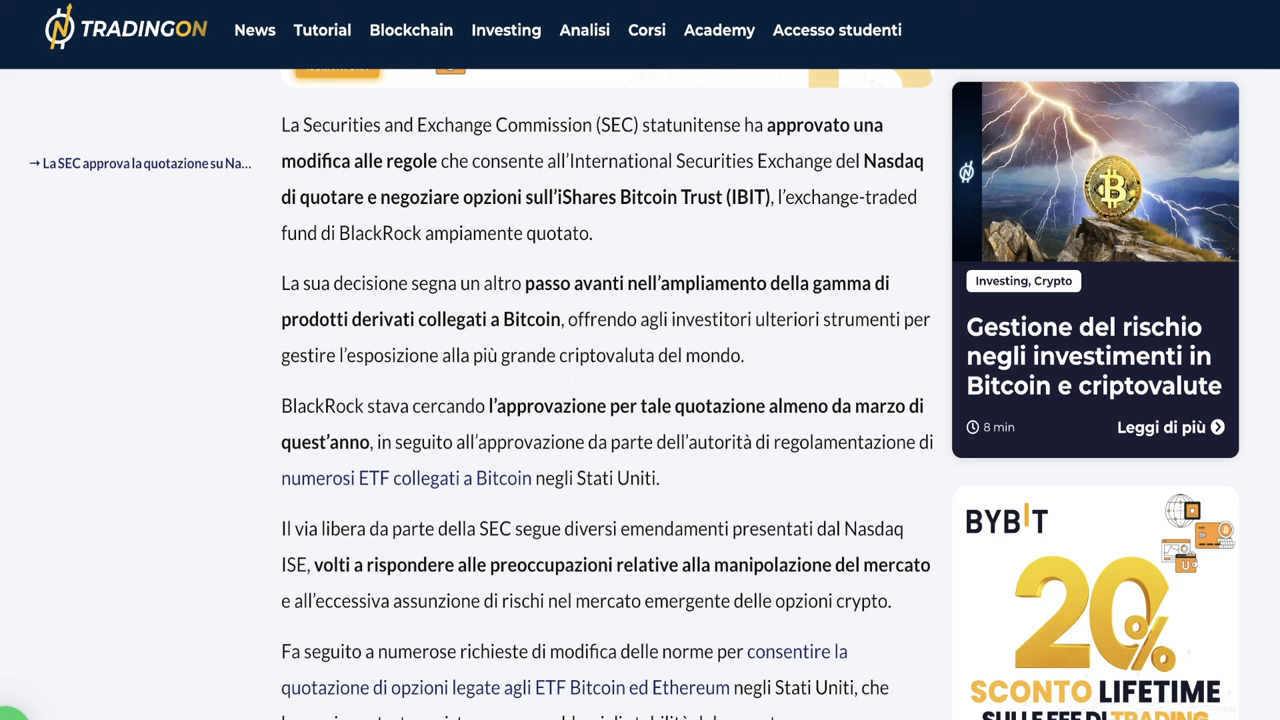 TRADINGON
News Tutorial Blockchain Investing Analisi Corsi Academy Accesso studenti
→ La SEC approva la quotazione su Na...
La Securities and Exchange Commission (SEC) statunitense ha approvato una
modifica alle regole che consente all'International Securities Exchange del Nasdaq
di quotare e negoziare opzioni sull'iShares Bitcoin Trust (IBIT), l'exchange-traded
fund di BlackRock ampiamente quotato.
La sua decisione segna un altro passo avanti nell'ampliamento della gamma di
prodotti derivati collegati a Bitcoin, offrendo agli investitori ulteriori strumenti per
gestire l'esposizione alla più grande criptovaluta del mondo.
BlackRock stava cercando l'approvazione per tale quotazione almeno da marzo di
quest'anno, in seguito all'approvazione da parte dell'autorità di regolamentazione di
numerosi ETF collegati a Bitcoin negli Stati Uniti.
Il via libera da parte della SEC segue diversi emendamenti presentati dal Nasdaq
ISE, volti a rispondere alle preoccupazioni relative alla manipolazione del mercato
e all'eccessiva assunzione di rischi nel mercato emergente delle opzioni crypto.
Fa seguito a numerose richieste di modifica delle norme per consentire la
quotazione di opzioni legate agli ETF Bitcoin ed Ethereum negli Stati Uniti, che
Investing, Crypto
Gestione del rischio
negli investimenti in
Bitcoin e criptovalute
8 min
Leggi di più
BYBIT
20%
SCONTO LIFETIME
SULLE FEE DI TRADING